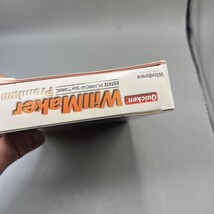 Quicken
WillMaker
Premium
ESTATE PLANNING SOFTWARE
Windows